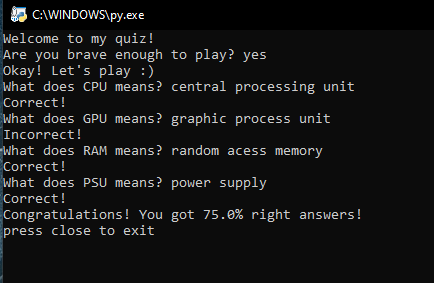 C:\WINDOWS\py.exe
Welcome to my quiz!
Are you brave enough to play? yes
Okay! Let's play :)
What does CPU means? central processing unit
Correct!
What does GPU means? graphic process unit
Incorrect!
What does RAM means? random acess memory
Correct!
What does PSU means? power supply
Correct!
Congratulations! You got 75.0% right answers!
press close to exit